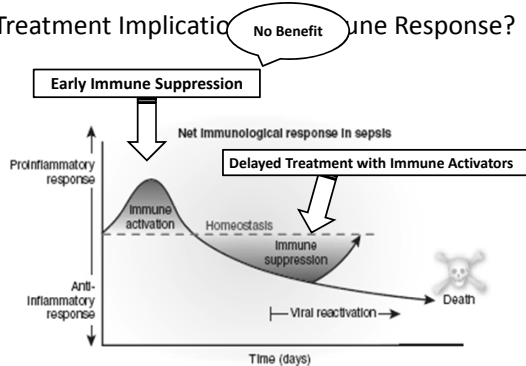 Treatment Implicatio
No Benefit
une Response?
Early Immune Suppression
Net immunological response in sepsis
Delayed Treatment with Immune Activators
Proinflammatory
response
Immune
activation
Homeostasis
Immune
suppression
Anti-
inflammatory
response
Viral reactivation
Death
Time (days)